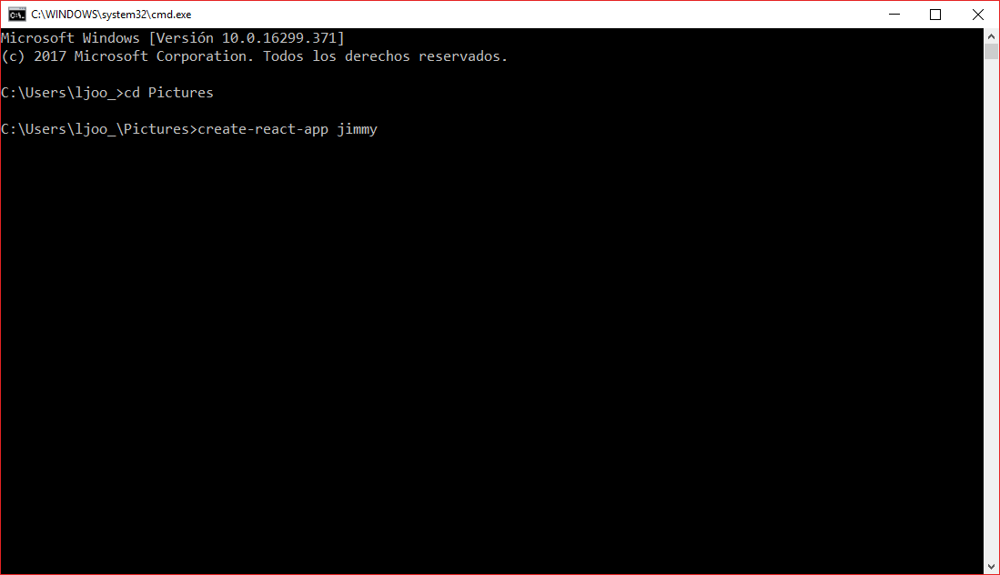 C:\WINDOWS\system32\cmd.exe
Microsoft Windows [Versión 10.0.16299.371]
(c) 2017 Microsoft Corporation. Todos los derechos reservados.
C:\Users\ljoo_>cd Pictures
C:\Users\ljoo_\Pictures>create-react-app jimmy